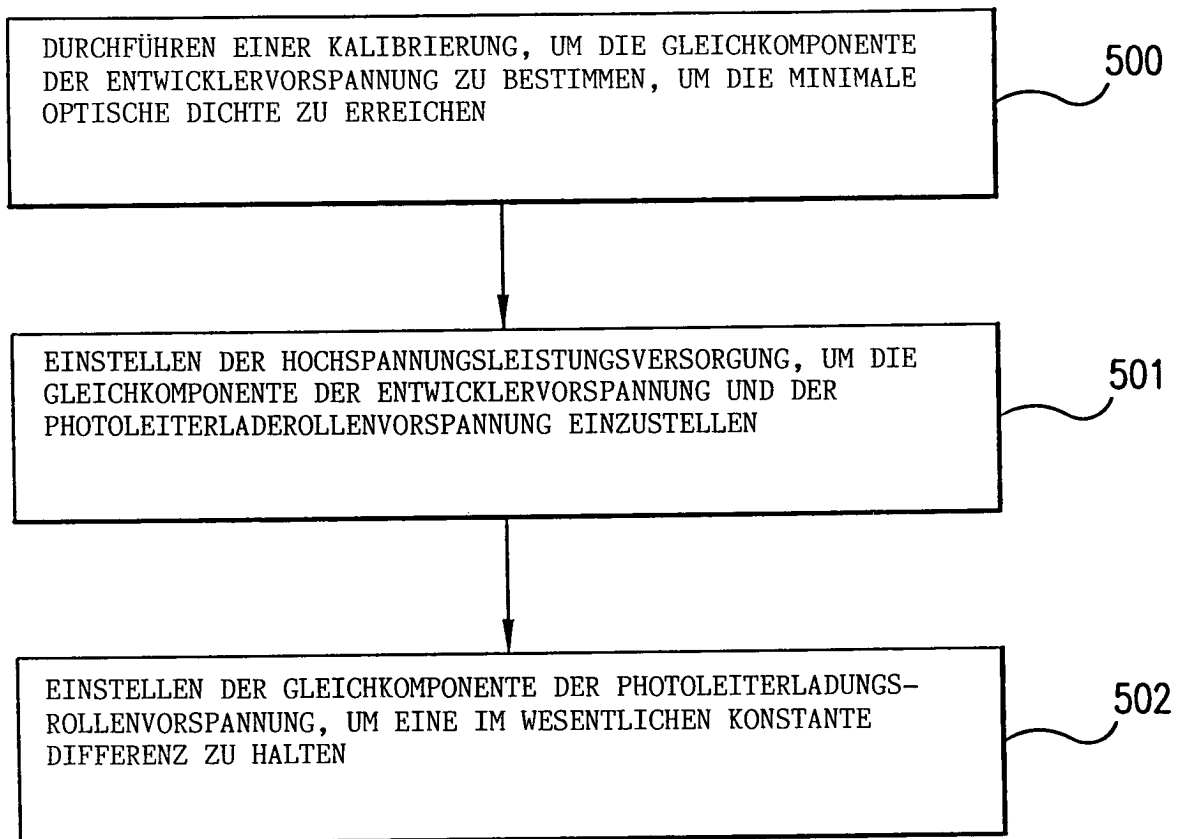 DURCHFÜHREN EINER KALIBRIERUNG, UM DIE GLEICHKOMPONENTE
DER ENTWICKLERVORSPANNUNG ZU BESTIMMEN, UM DIE MINIMALE
OPTISCHE DICHTE ZU ERREICHEN
500
EINSTELLEN DER HOCHSPANNUNGSLEISTUNGSVERSORGUNG, UM DIE
GLEICHKOMPONENTE DER ENTWICKLERVORSPANNUNG UND DER
PHOTOLEITERLADEROLLENVORSPANNUNG EINZUSTELLEN
501
EINSTELLEN DER GLEICHKOMPONENTE DER PHOTOLEITERLADUNGS-
ROLLENVORSPANNUNG, UM EINE IM WESENTLICHEN KONSTANTE
DIFFERENZ ZU HALTEN
502